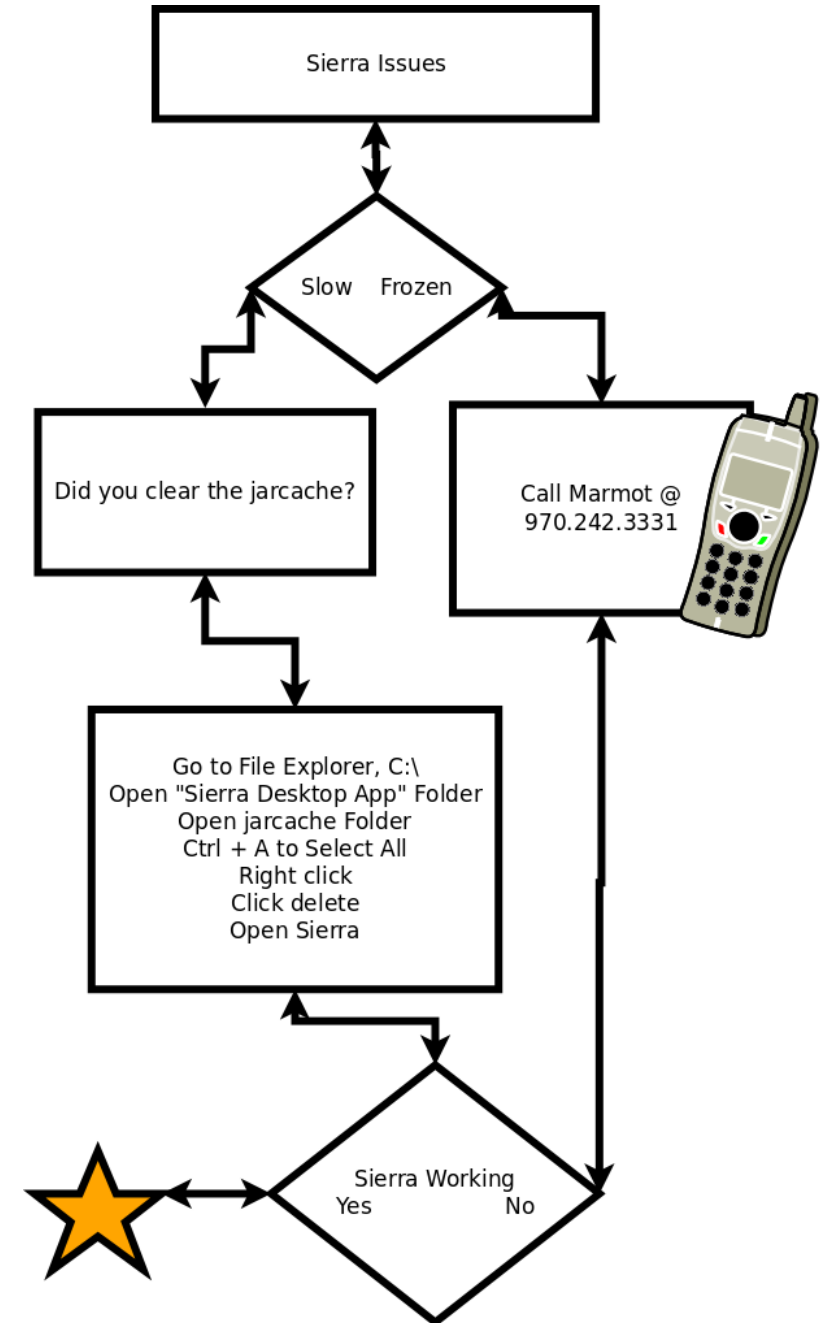 Sierra Issues
Slow Frozen
Did you clear the jarcache?
Call Marmot @
970.242.3331
Go to File Explorer, C:\
Open "Sierra Desktop App" Folder
Open jarcache Folder
Ctrl + A to Select All
Right click
Click delete
Open Sierra
Sierra Working
Yes No